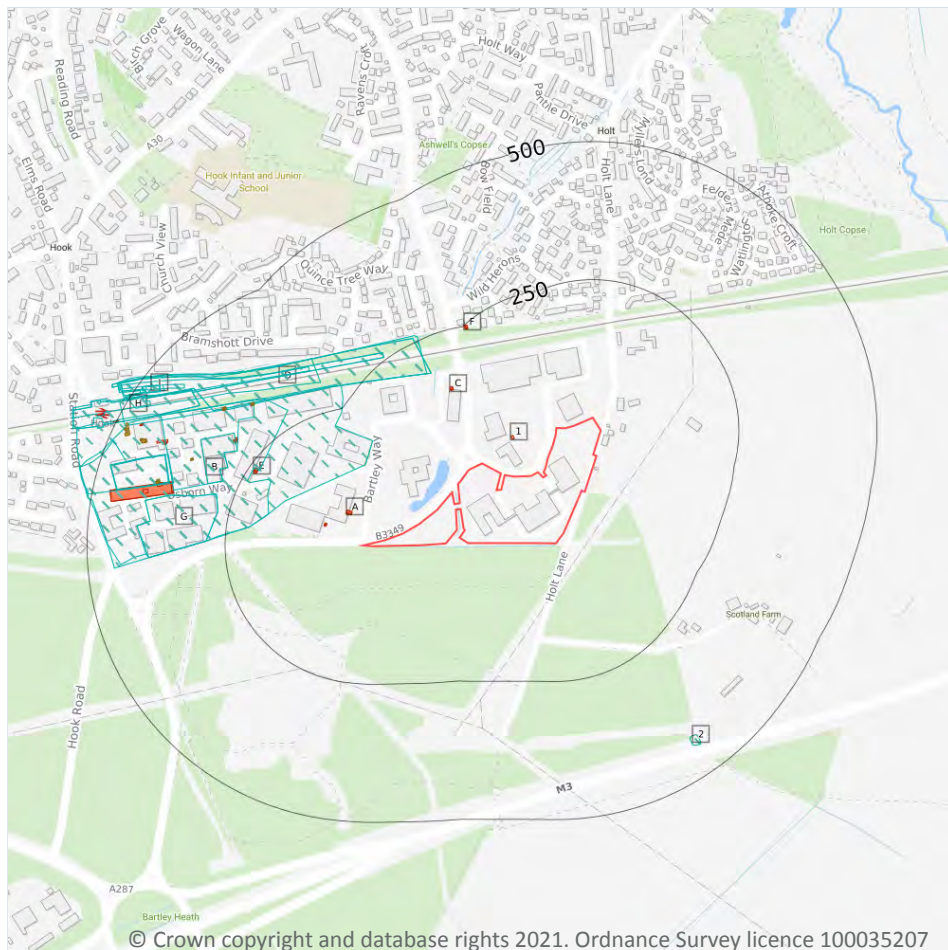 Holt Way
Birch Grove
Wagon Lane
Reading Road
Ravens Croft
Pantile Drive
A30
Holt
Mylers Lond
Ashwell's Copse
500
Elms Road
Hook Infant and Junior
School
Bow Field
Holt Lane
Felders Mede
Atholke Croft
Watlington
Holt Copse
Hook
Church View
Quince Tree Way
Wild Herons
250
F
Bramshott Drive
I
D
C
H
Station Road
1
Bartley Way
B
E
Osborn Way
A
G
B3349
Holt Lane
Scotland Farm
Hook Road
2
M3
A287
Bartley Heath
© Crown copyright and database rights 2021. Ordnance Survey licence 100035207